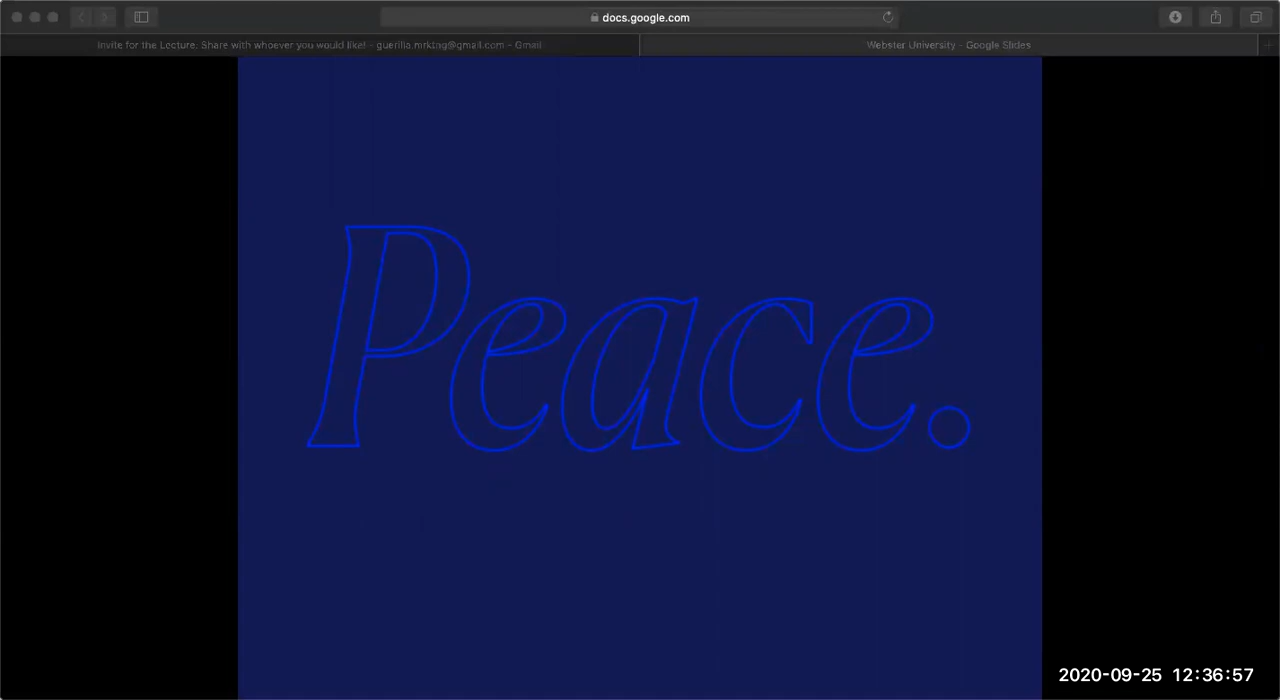 docs.google.com
Invite for the Lecture. Share with whoever you would like! - guerilla.mrktng@gmail.com - Gmail
Webster University - Google Slides
Peace.
2020-09-25 12:36:57